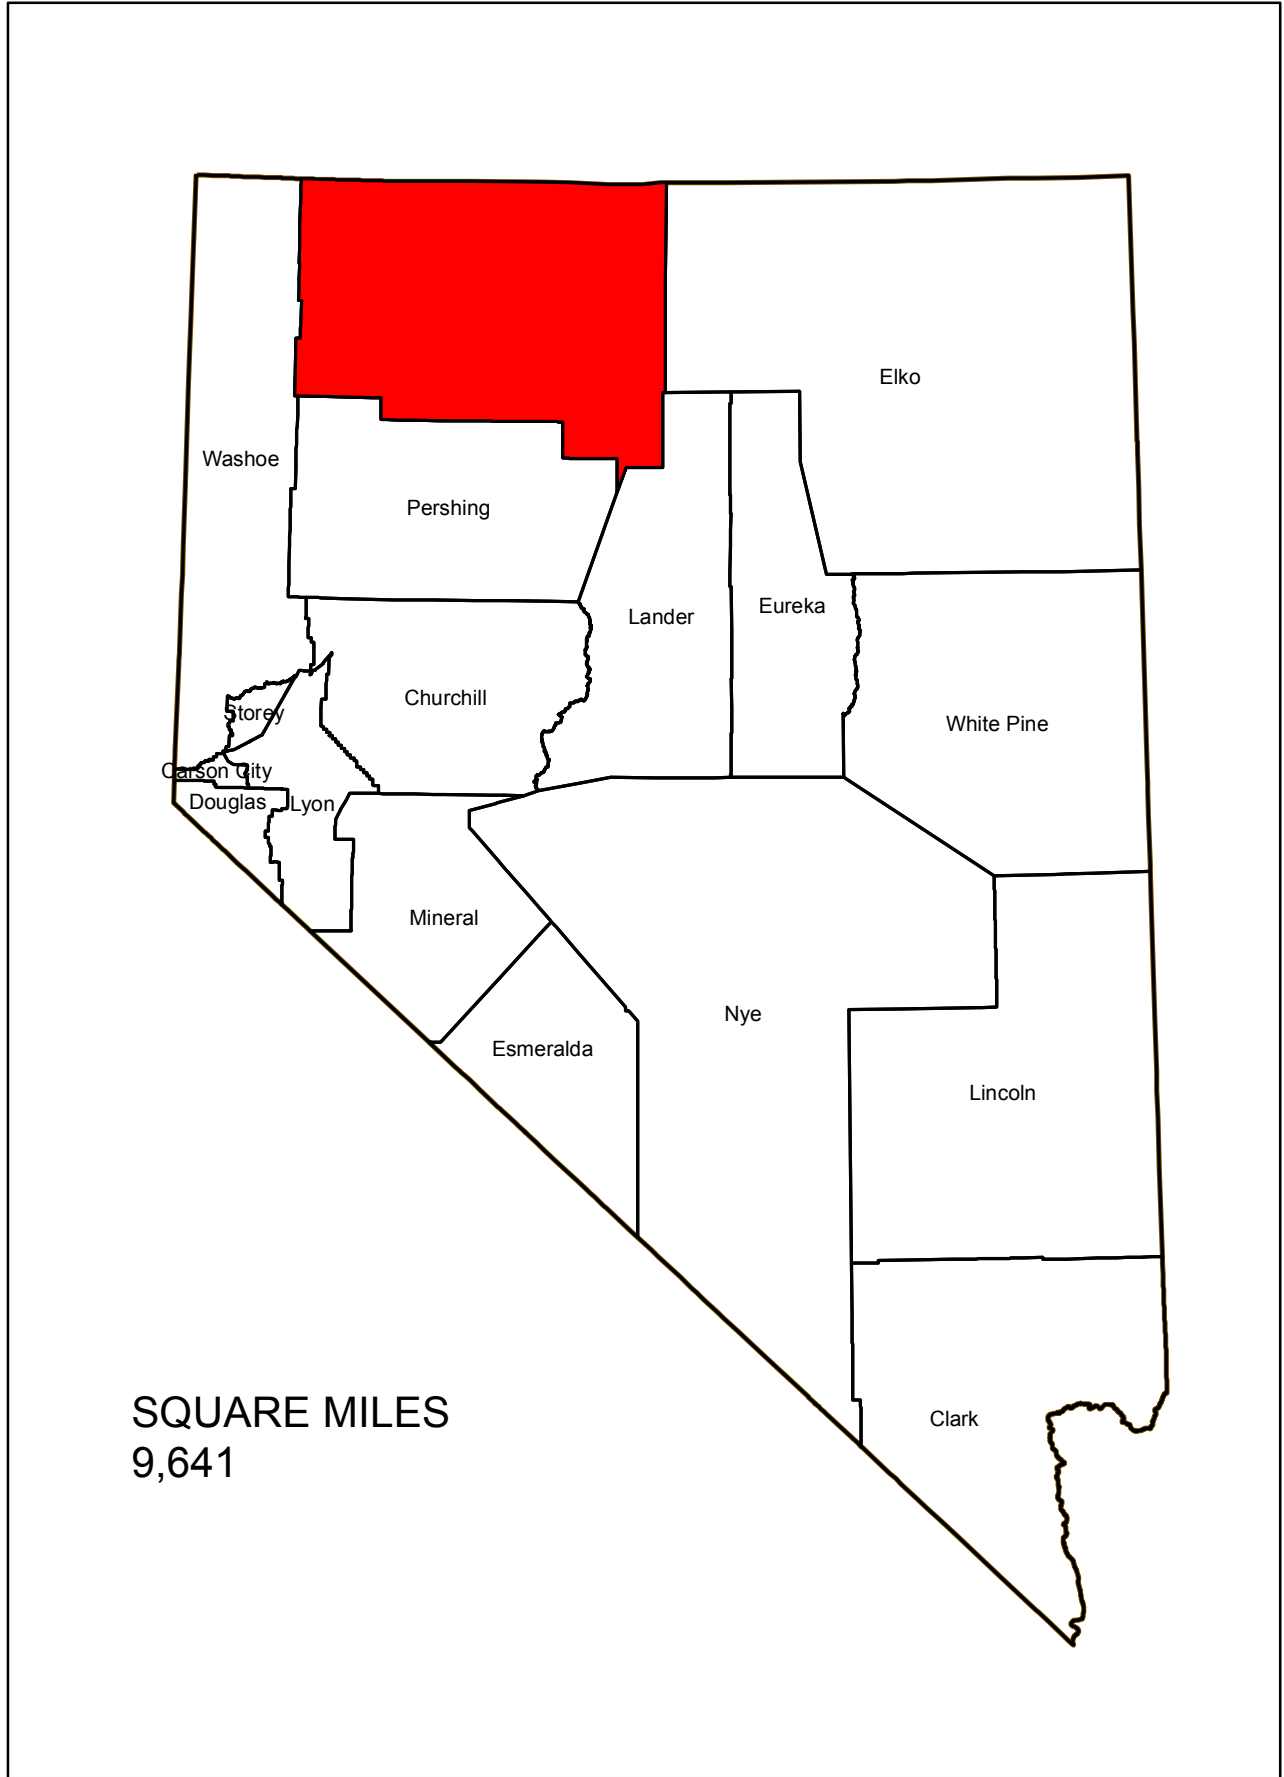 Elko
Washoe
Pershing
Eureka
Lander
Churchill
Storey
White Pine
Carson City
Douglas
Lyon
Mineral
Nye
Esmeralda
Lincoln
SQUARE MILES
9,641
Clark